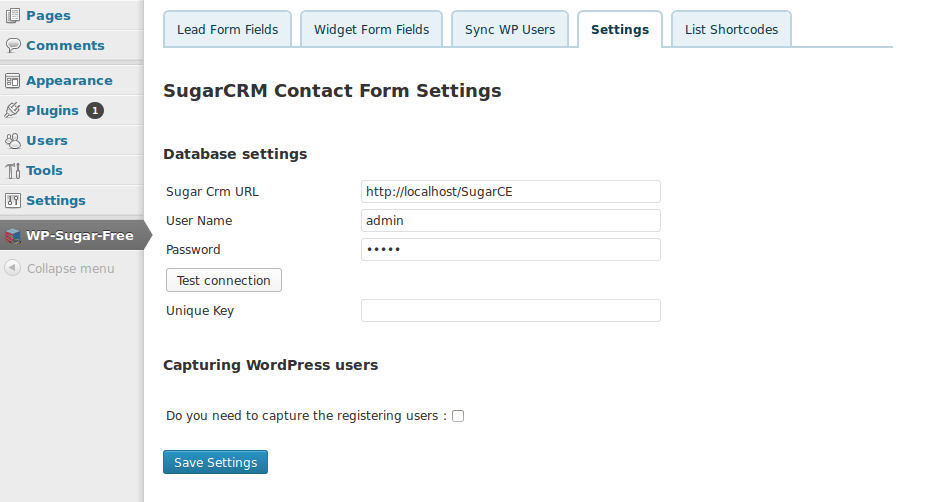 Pages
Comments
Appearance
Plugins 1
Users
Tools
Settings
WP-Sugar-Free
Collapse menu
Lead Form Fields Widget Form Fields Sync WP Users Settings List Shortcodes
SugarCRM Contact Form Settings
Database settings
Sugar Crm URL http://localhost/SugarCE
User Name admin
Password •••••
Test connection
Unique Key
Capturing WordPress users
Do you need to capture the registering users :
Save Settings